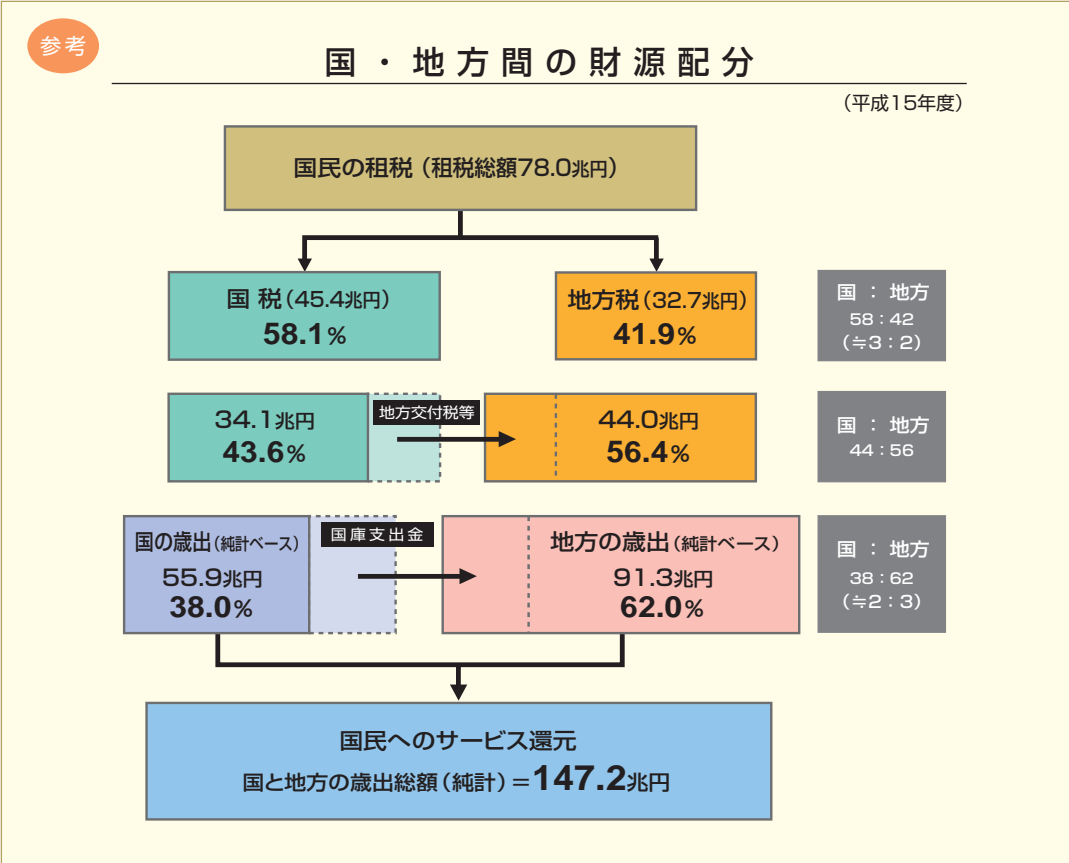 参考
国・地方間の財源配分
（平成15年度）
国民の租税（租税総額78.0兆円）
国税（45.4兆円）
58.1％
地方税（32.7兆円）
41.9％
国：地方
58：42
（≒3：2）
34.1兆円
43.6％
地方交付税等
44.0兆円
56.4％
国：地方
44：56
国の歳出（純計ベース）
55.9兆円
38.0％
国庫支出金
地方の歳出（純計ベース）
91.3兆円
62.0％
国：地方
38：62
（≒2：3）
国民へのサービス還元
国と地方の歳出総額（純計）＝147.2兆円